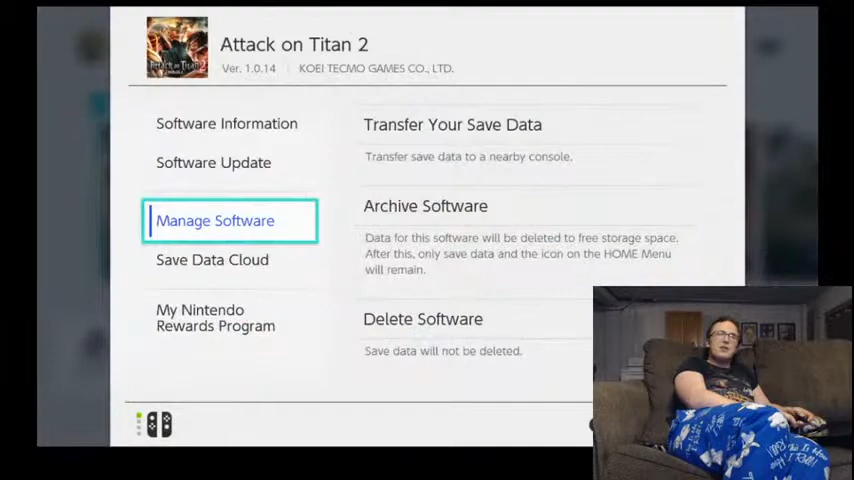 Attack on Titan 2
Ver. 1.0.14 | KOEI TECMO GAMES CO., LTD.
Software Information
Software Update
Manage Software
Save Data Cloud
My Nintendo
Rewards Program
Transfer Your Save Data
Transfer save data to a nearby console.
Archive Software
Data for this software will be deleted to free storage space.
After this, only save data and the icon on the HOME Menu
will remain.
Delete Software
Save data will not be deleted.